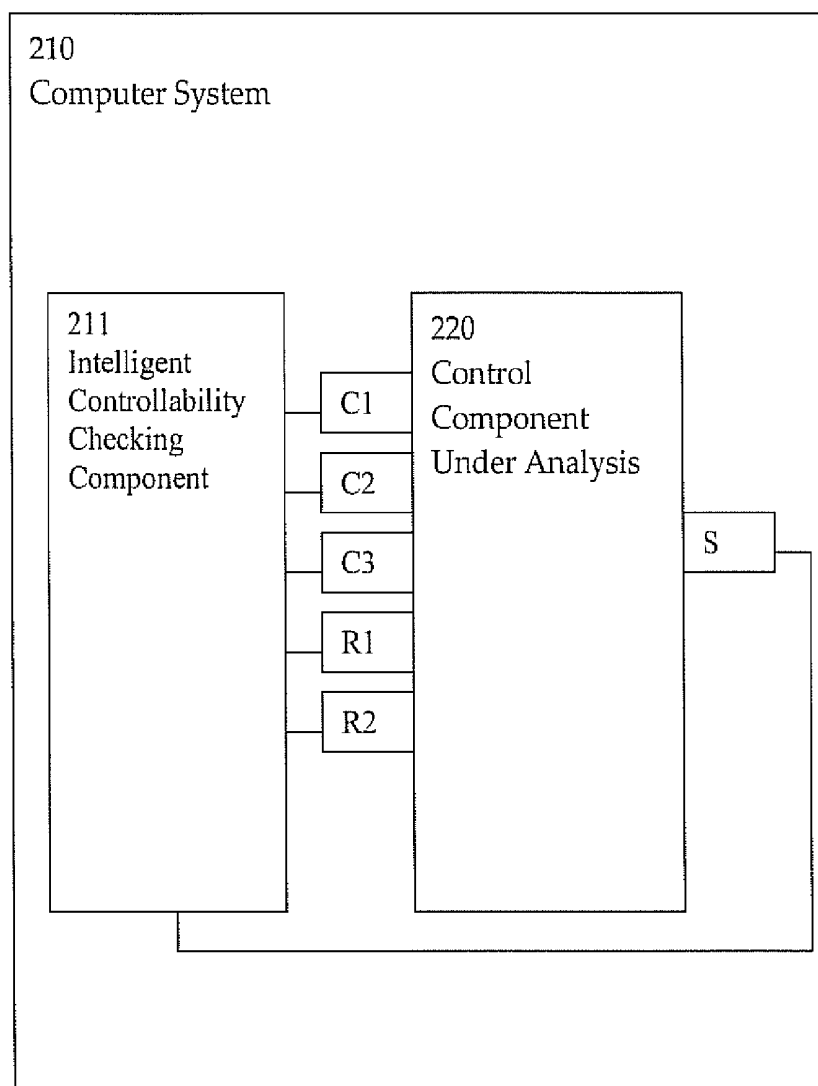 210
Computer System
211
Intelligent
Controllability
Checking
Component
C1
C2
C3
R1
R2
220
Control
Component
Under Analysis
S